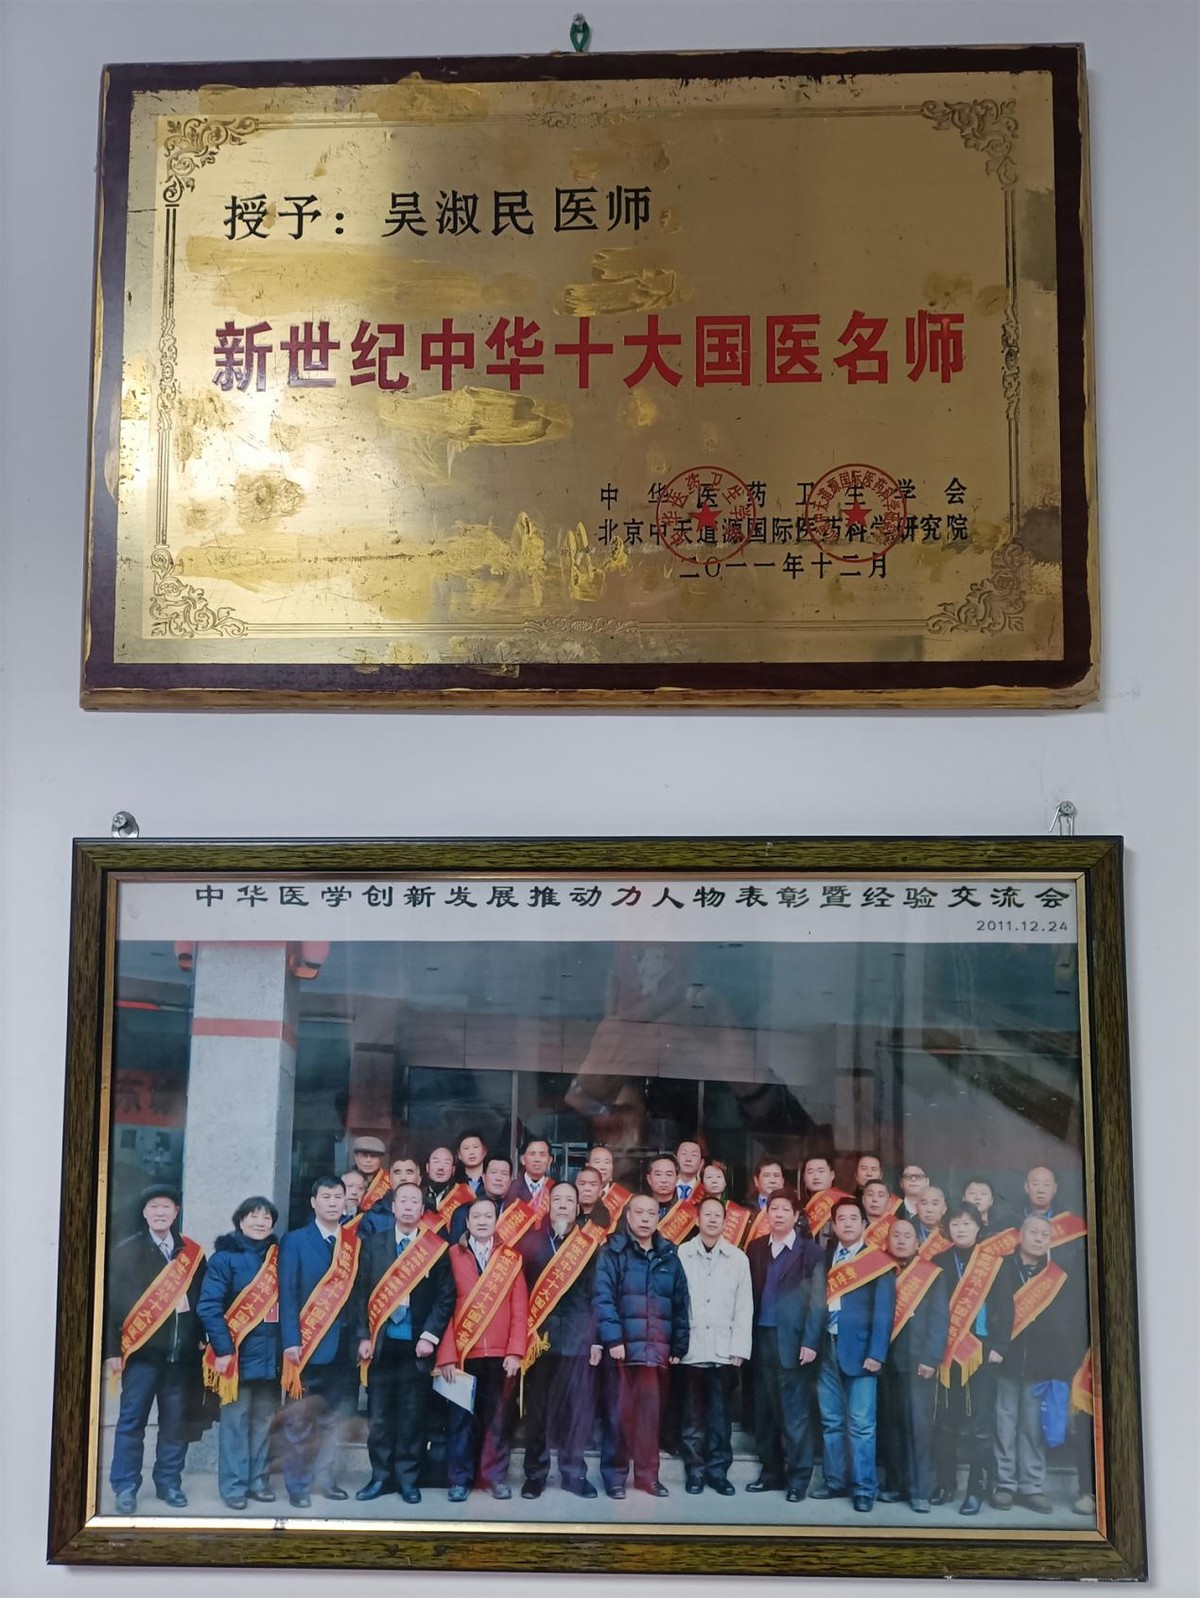 授予：吴淑民医师
新世纪中华十大国医名师
中华医药卫生学会
北京中天道源国际医药科学研究院
二〇一一年十二月
中华医学创新发展推动力人物表彰暨经验交流会
2011.12.24